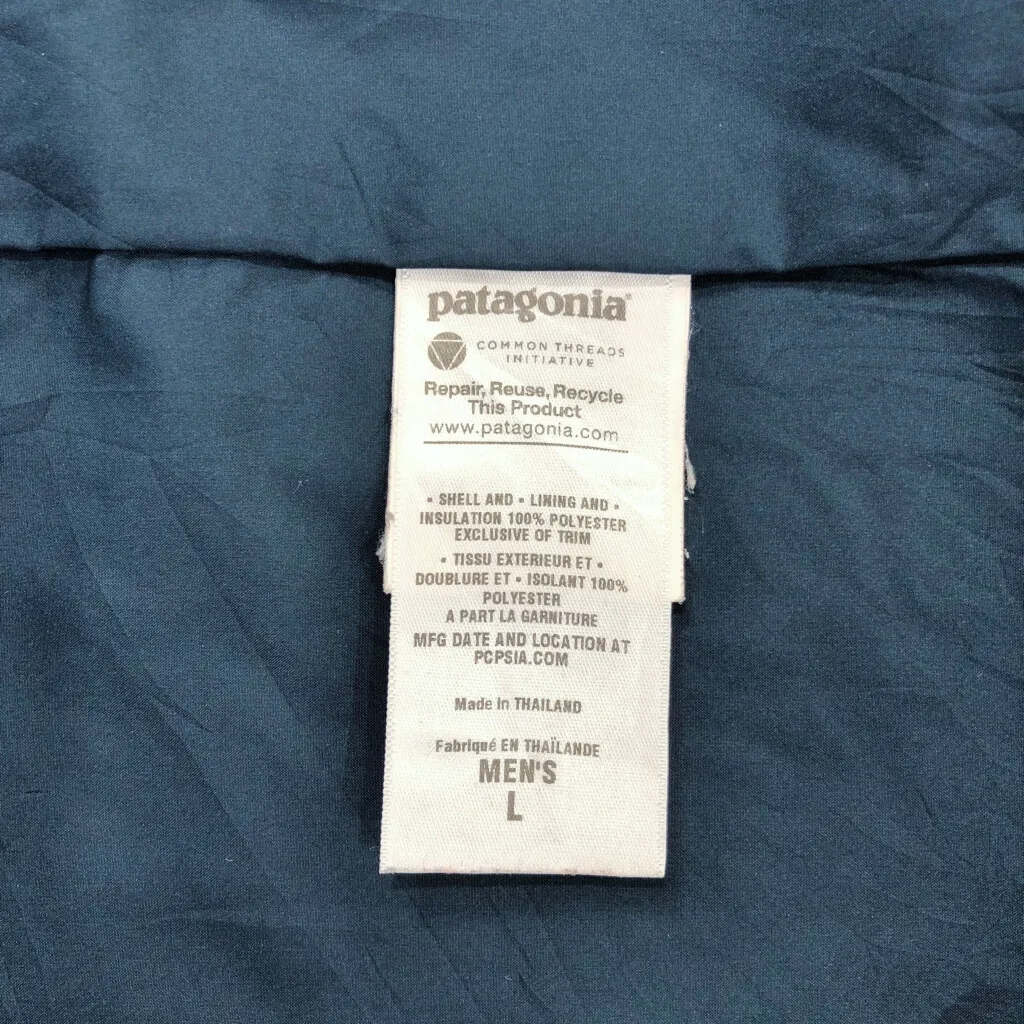 patagonia®
COMMON THREADS
INITIATIVE
Repair, Reuse, Recycle
This Product
www.patagonia.com
• SHELL AND • LINING AND •
INSULATION 100% POLYESTER
EXCLUSIVE OF TRIM
• TISSU EXTERIEUR ET •
DOUBLURE ET • ISOLANT 100%
POLYESTER
A PART LA GARNITURE
MFG DATE AND LOCATION AT
PCPSIA.COM
Made in THAILAND
Fabriqué EN THAÏLANDE
MEN'S
L